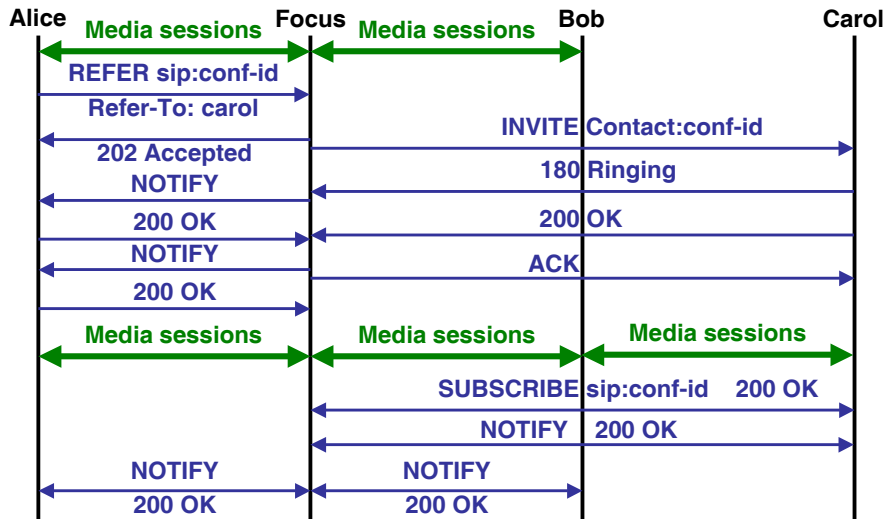 Alice Focus Bob Carol
Media sessions Media sessions
REFER sip:conf-id
Refer-To: carol
INVITE Contact:conf-id
202 Accepted
180 Ringing
NOTIFY
200 OK 200 OK
NOTIFY
ACK
200 OK
Media sessions Media sessions Media sessions
SUBSCRIBE sip:conf-id 200 OK
NOTIFY 200 OK
NOTIFY NOTIFY
200 OK 200 OK